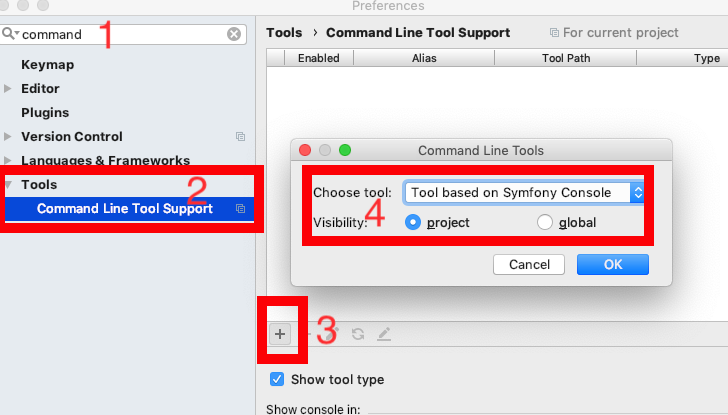 Preferences
command
1
Tools › Command Line Tool Support
For current project
Keymap
Editor
Plugins
Version Control
Languages & Frameworks
Tools
2
Command Line Tool Support
Enabled
Alias
Tool Path
Type
Command Line Tools
Choose tool:
Tool based on Symfony Console
4
Visibility:
project
global
Cancel
OK
3
Show tool type
Show console in: